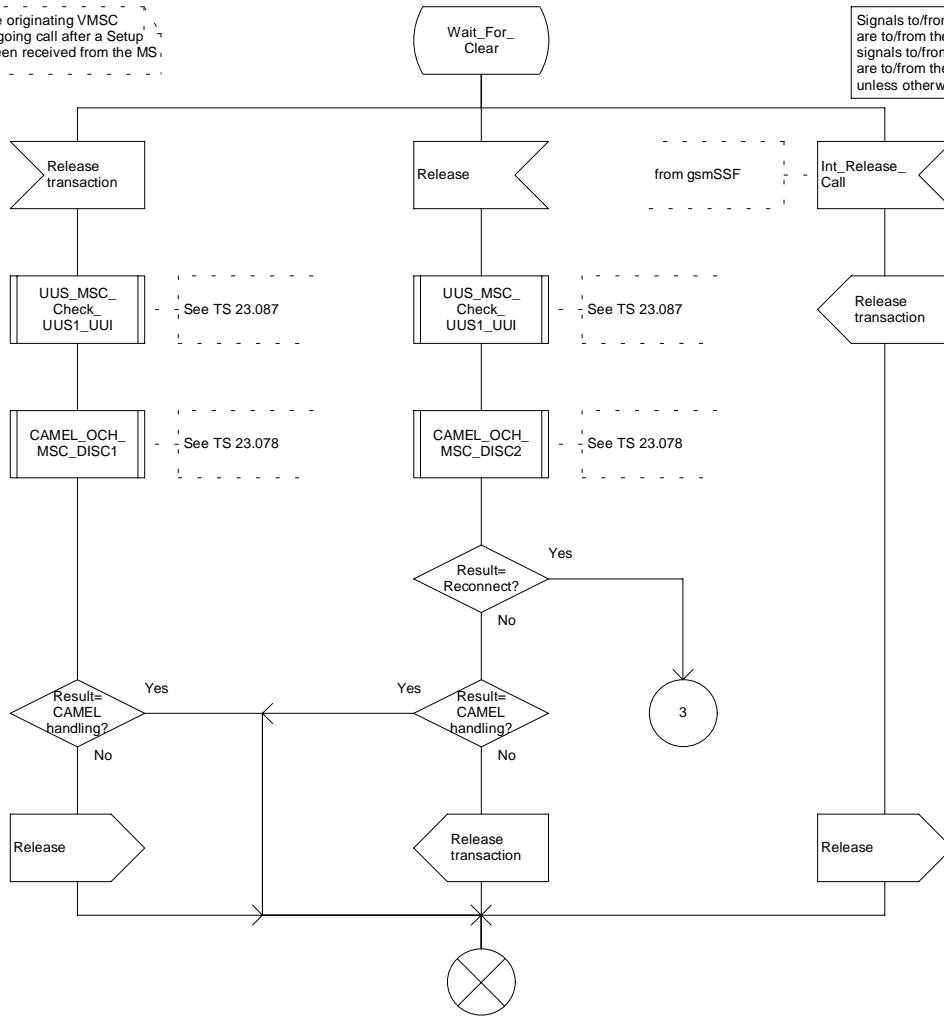 e originating VMSC
going call after a Setup
een received from the MS
Wait_For_
Clear
Signals to/from
are to/from the
signals to/from
are to/from the
unless otherw
Release
transaction
Release
from gsmSSF
Int_Release_
Call
UUS_MSC_
Check_
UUS1_UUI
See TS 23.087
UUS_MSC_
Check_
UUS1_UUI
See TS 23.087
Release
transaction
CAMEL_OCH_
MSC_DISC1
See TS 23.078
CAMEL_OCH_
MSC_DISC2
See TS 23.078
Result=
Reconnect?
Yes
No
Result=
CAMEL
handling?
Yes
No
Yes
Result=
CAMEL
handling?
No
3
Release
Release
transaction
Release